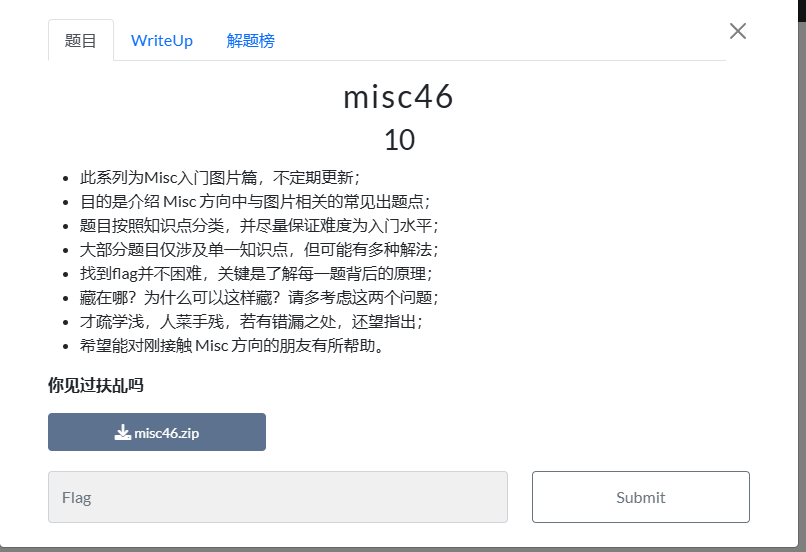 题目 WriteUp 解题榜
misc46
10
此系列为Misc入门图片篇，不定期更新；
目的是介绍 Misc 方向中与图片相关的常见出题点；
题目按照知识点分类，并尽量保证难度为入门水平；
大部分题目仅涉及单一知识点，但可能有多种解法；
找到flag并不困难，关键是了解每一题背后的原理；
藏在哪？为什么可以这样藏？请多考虑这两个问题；
才疏学浅，人菜手残，若有错漏之处，还望指出；
希望能对刚接触 Misc 方向的朋友有所帮助。
你见过扶乩吗
misc46.zip
Flag Submit